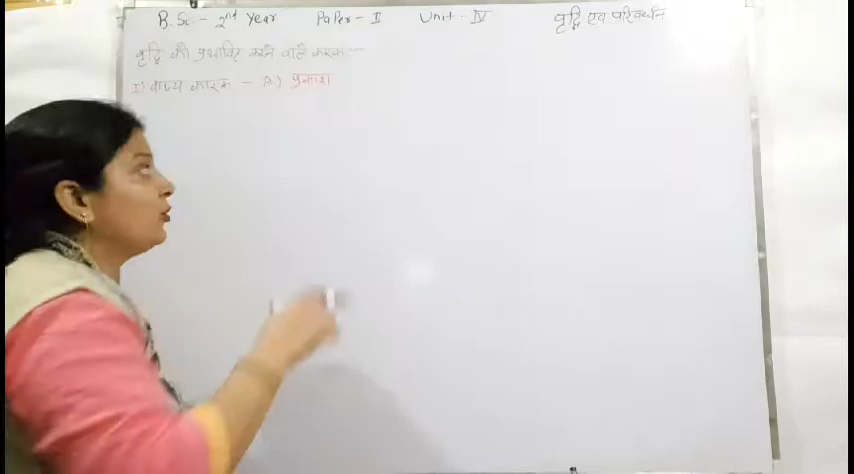 B.Sc. - 2nd Year Paper - II Unit - IV वृद्धि एवं परिवर्धन
वृद्धि को प्रभावित करने वाले कारक -
I) बाह्य कारक - A) प्रकाश